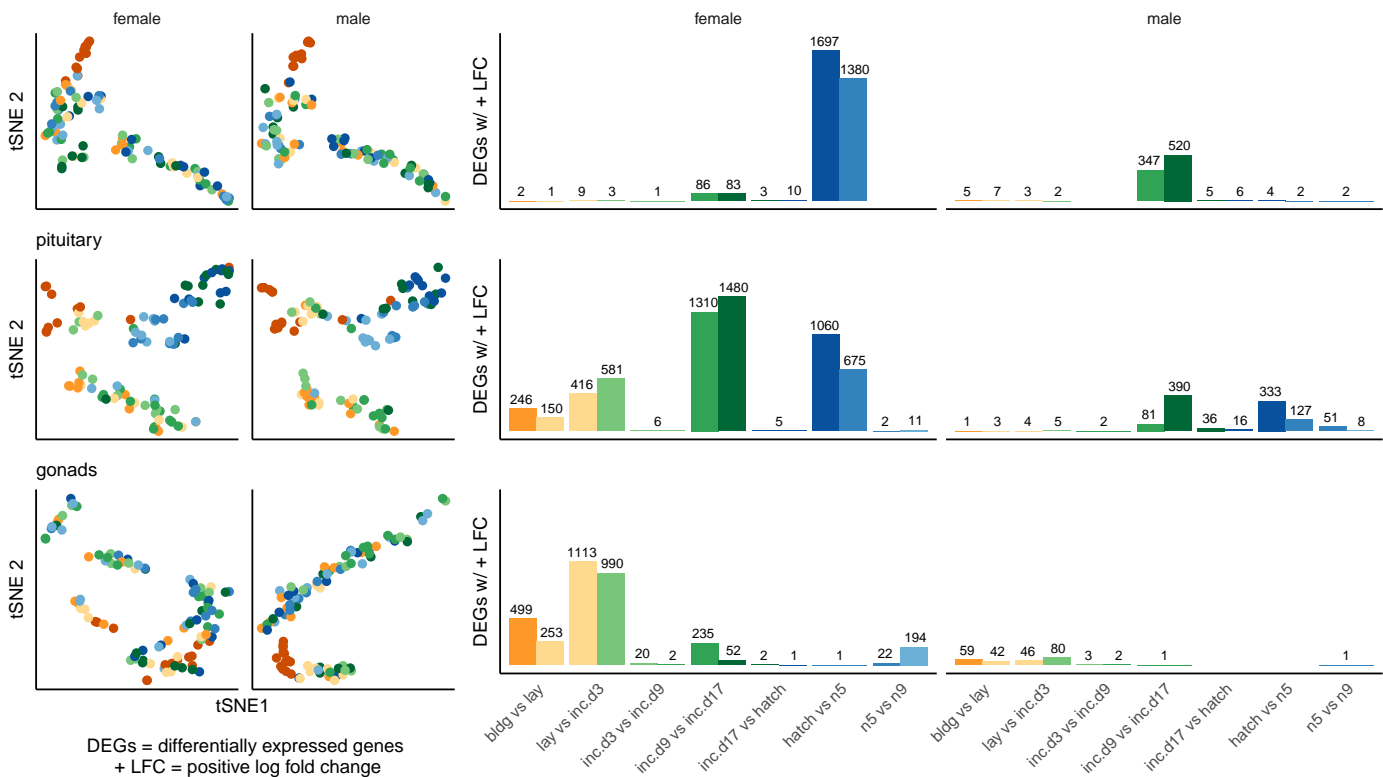 female
male
female
male
tSNE 2
DEGs w/ + LFC
2 1 9 3 1 86 83 3 10 1697 1380
5 7 3 2 347 520 5 6 4 2 2
pituitary
tSNE 2
DEGs w/ + LFC
246 150 416 581 6 1310 1480 5 1060 675 2 11
1 3 4 5 2 81 390 36 16 333 127 51 8
gonads
tSNE 2
DEGs w/ + LFC
499 253 1113 990 20 2 235 52 2 1 1 22 194
59 42 46 80 3 2 1 1
tSNE1
bldg vs lay
lay vs inc.d3
inc.d3 vs inc.d9
inc.d9 vs inc.d17
inc.d17 vs hatch
hatch vs n5
n5 vs n9
bldg vs lay
lay vs inc.d3
inc.d3 vs inc.d9
inc.d9 vs inc.d17
inc.d17 vs hatch
hatch vs n5
n5 vs n9
DEGs = differentially expressed genes
+ LFC = positive log fold change